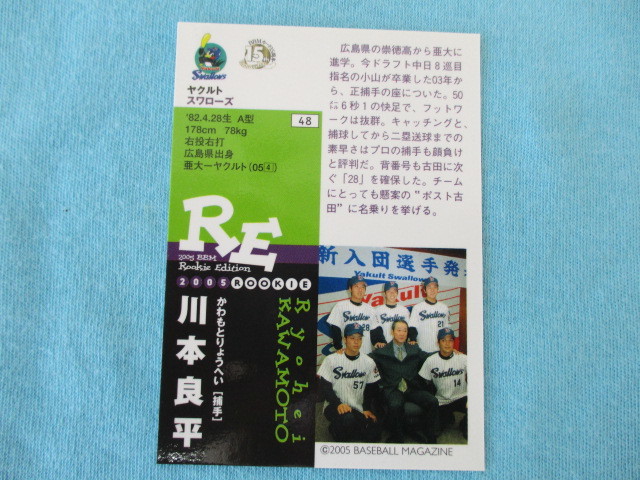 Swallows
15
ヤクルト
スワローズ
'82.4.28生 A型
178cm 78kg
右投右打
広島県出身
亜大ーヤクルト(05④)
48
広島県の崇徳高から亜大に
進学。今ドラフト中日8巡目
指名の小山が卒業した03年から、
正捕手の座についた。50
㍍6秒1の快足で、フットワ
ークは抜群。キャッチングと、
捕球してから二塁送球までの
素早さはプロの捕手も顔負け
と評判だ。背番号も古田に次
ぐ「28」を確保した。チーム
にとっても懸案の“ポスト
古田”に名乗りを挙げる。
RE
2005 BBM
Rookie Edition
2005 ROOKIE
川本良平
かわもとりょうへい[捕手]
Ryohei
KAWAMOTO
新入団選手発
Yakult Swallows
Yakult
Swallows
28
21
Swallows
57
14
©2005 BASEBALL MAGAZINE